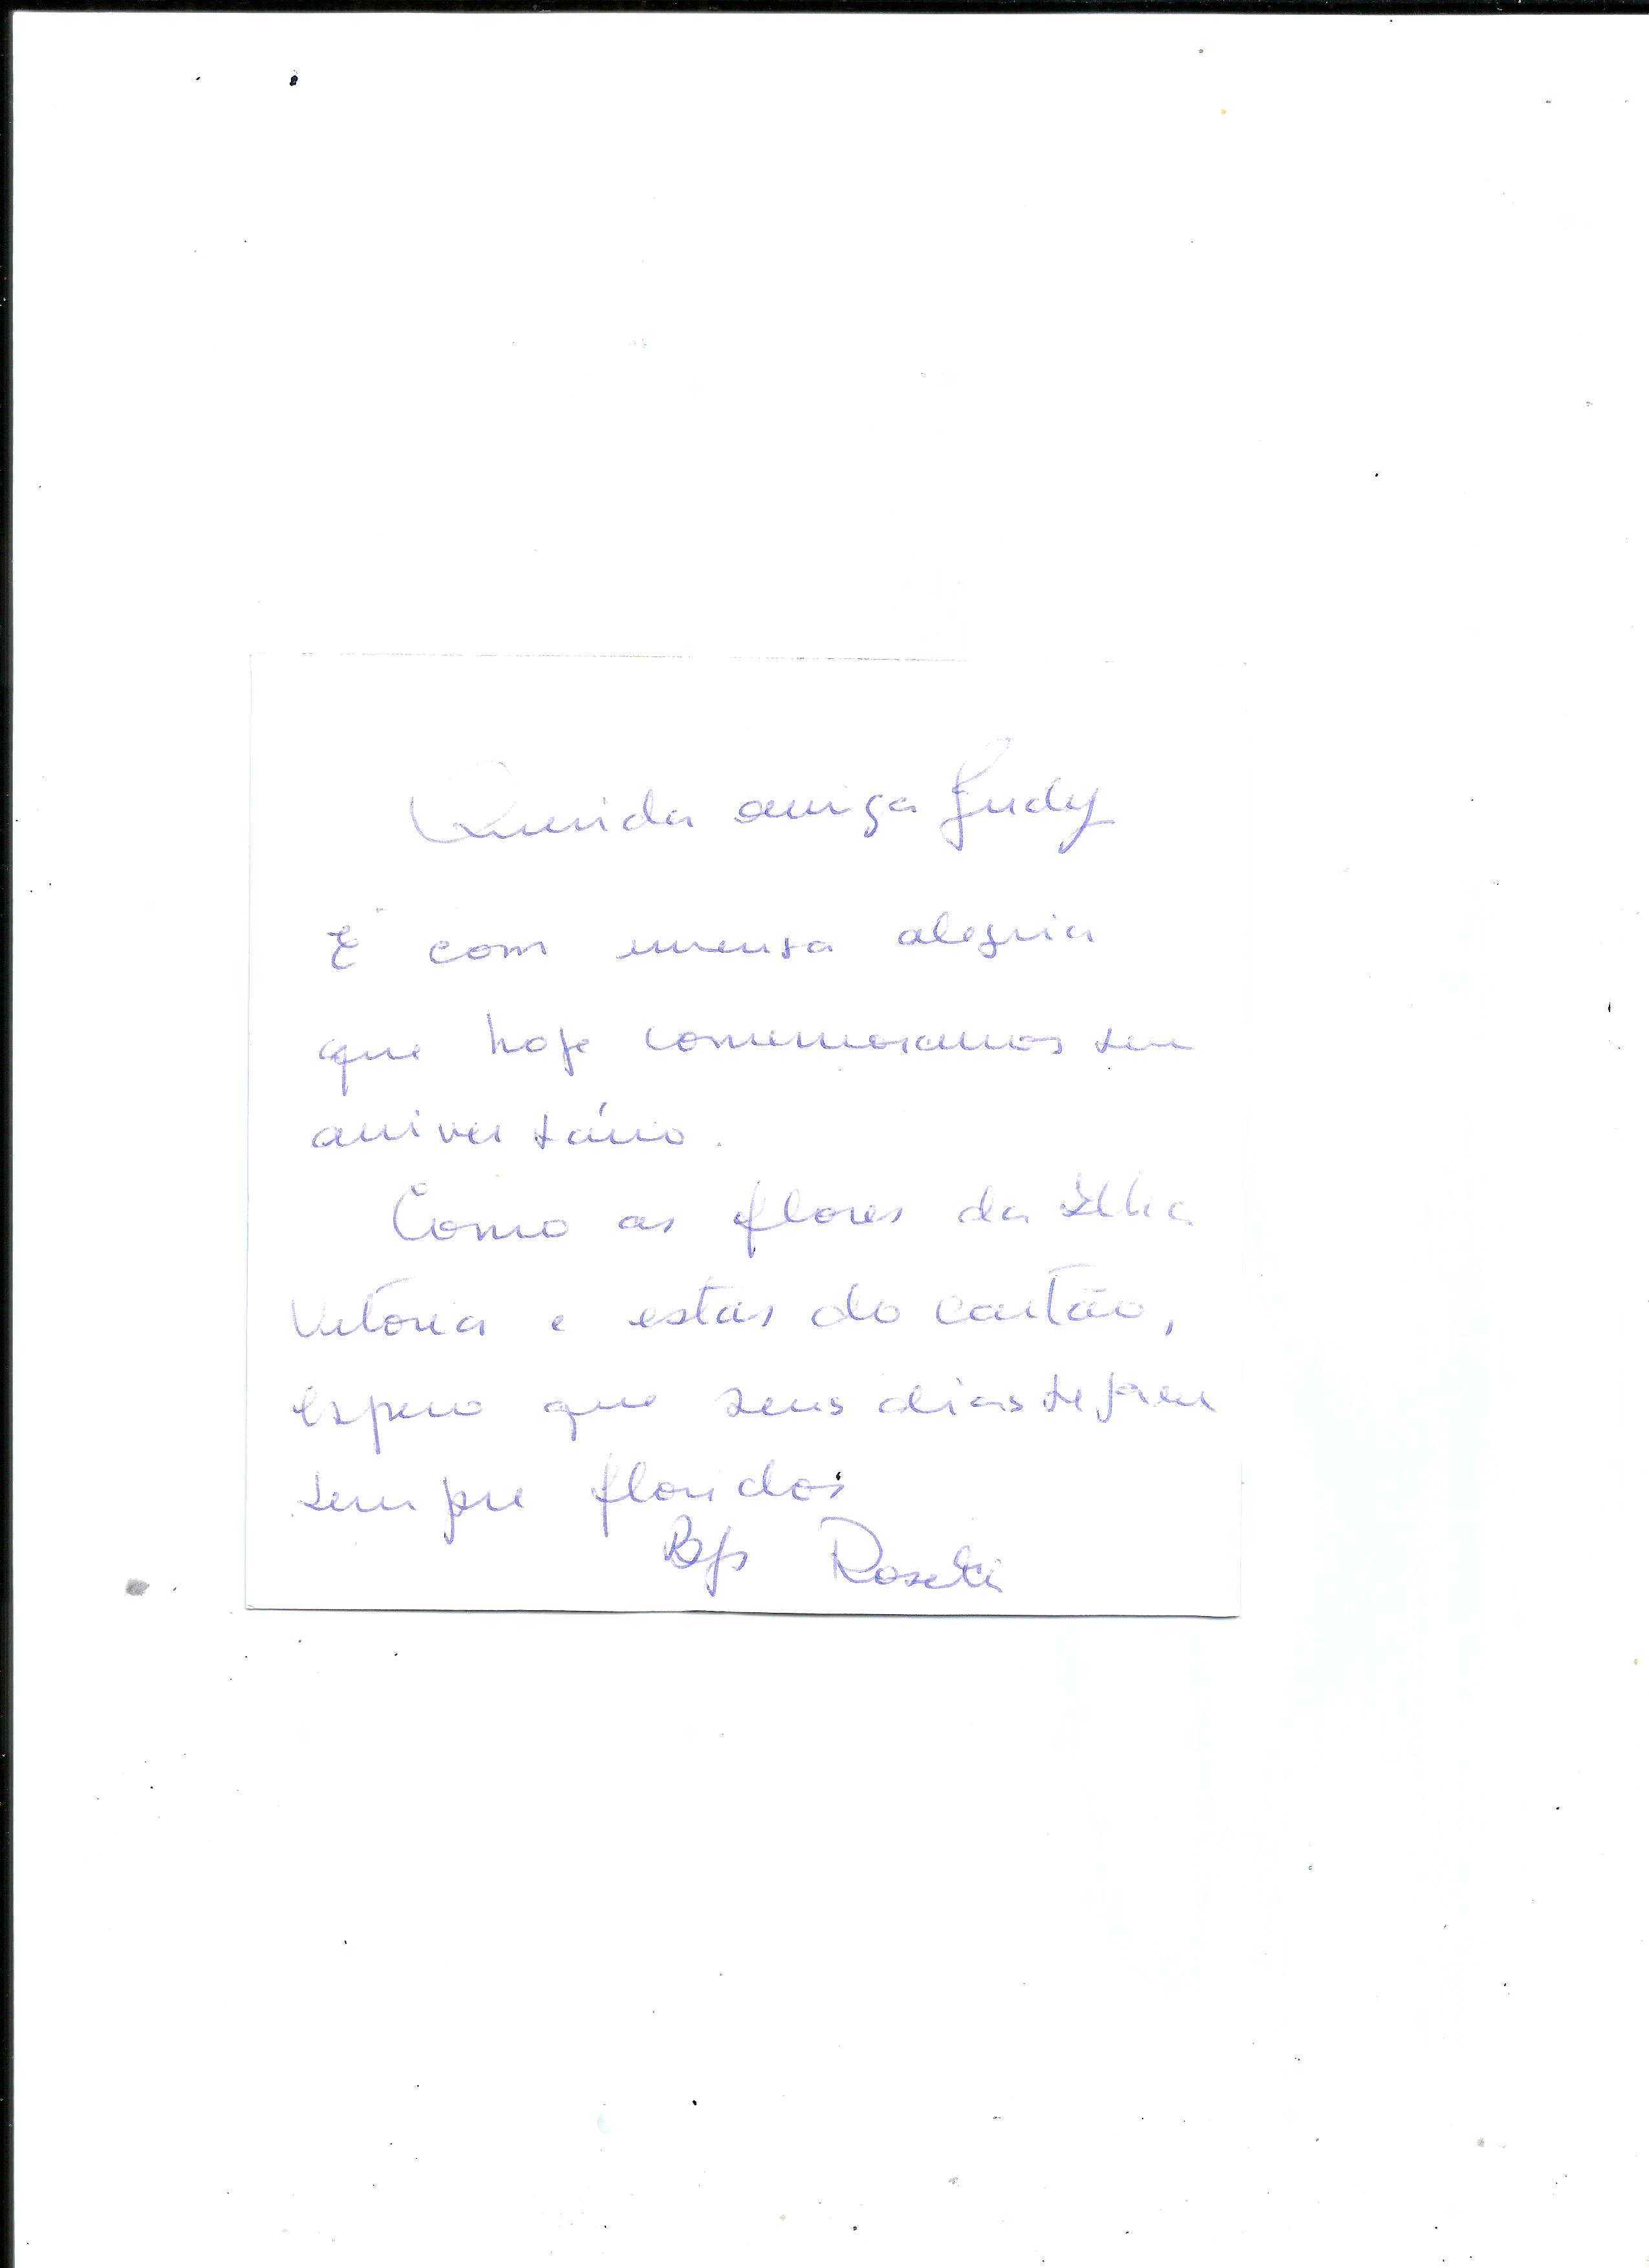 Querida amiga Judy
É com imensa alegria
que hoje comemoramos seu
aniversário.
Como as flores da Ilha
Vitória e estas do cartão,
espero que seus dias sejam
sempre floridos
Bjs Roseli